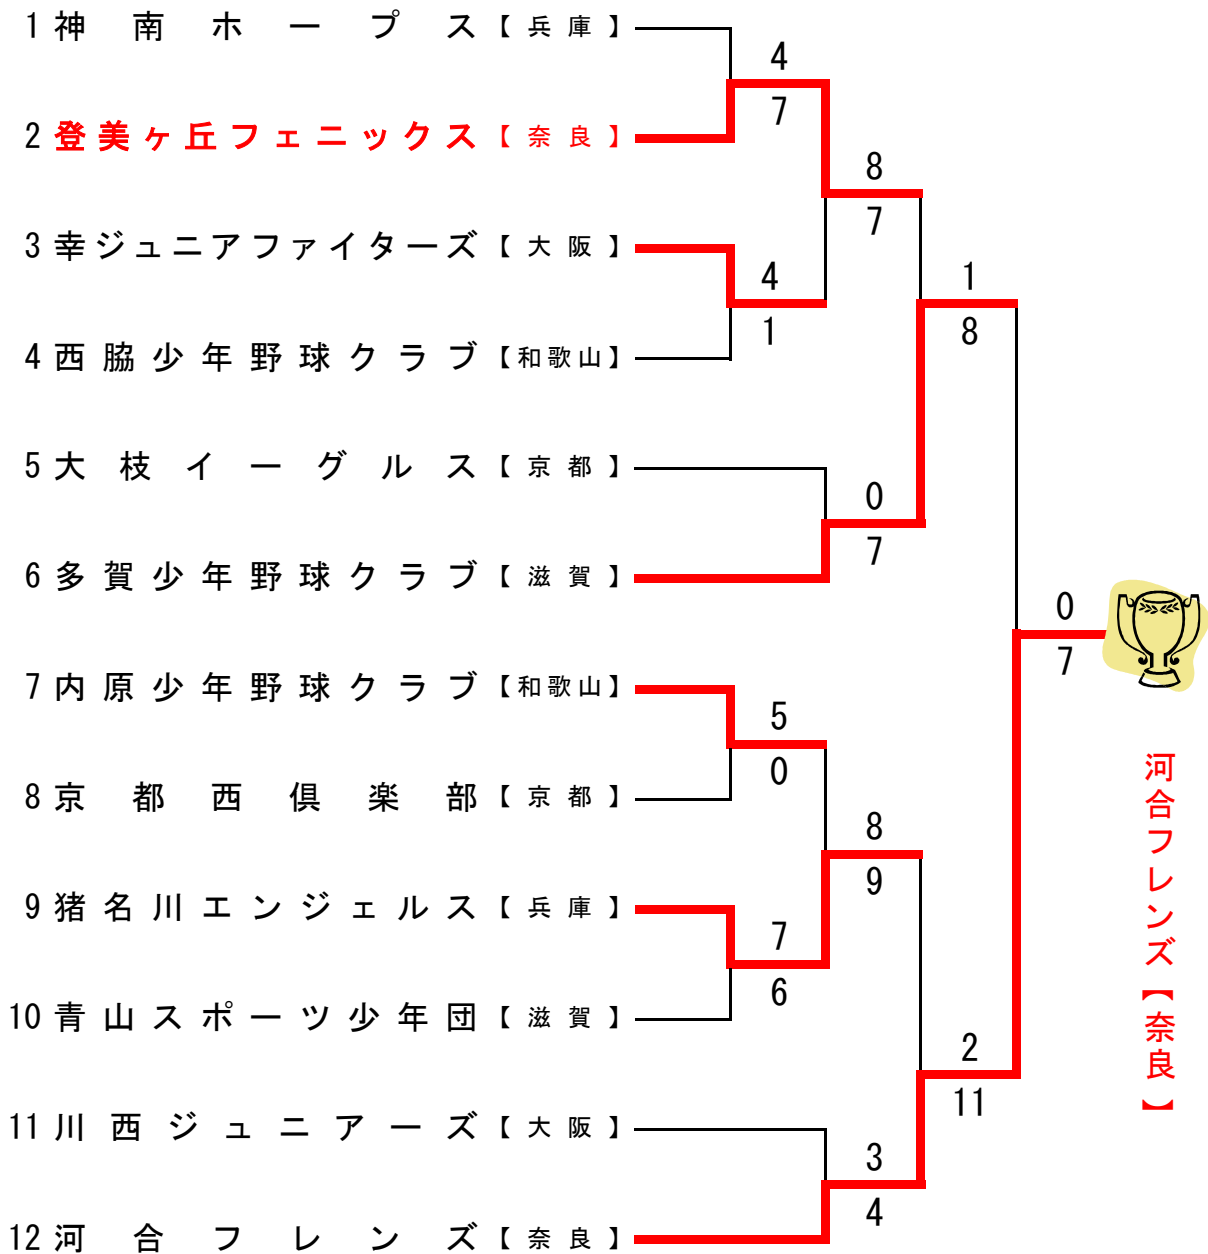 1 神南ホープス【兵庫】
4
7
2 登美ヶ丘フェニックス【奈良】
8
7
3 幸ジュニアファイターズ【大阪】
4
1
1
8
4 西脇少年野球クラブ【和歌山】
5 大枝イーグルス【京都】
0
7
6 多賀少年野球クラブ【滋賀】
0
7
7 内原少年野球クラブ【和歌山】
5
0
8 京都西倶楽部【京都】
8
9
9 猪名川エンジェルス【兵庫】
7
6
10 青山スポーツ少年団【滋賀】
2
11
11 川西ジュニアーズ【大阪】
3
4
12 河合フレンズ【奈良】
河合フレンズ【奈良】